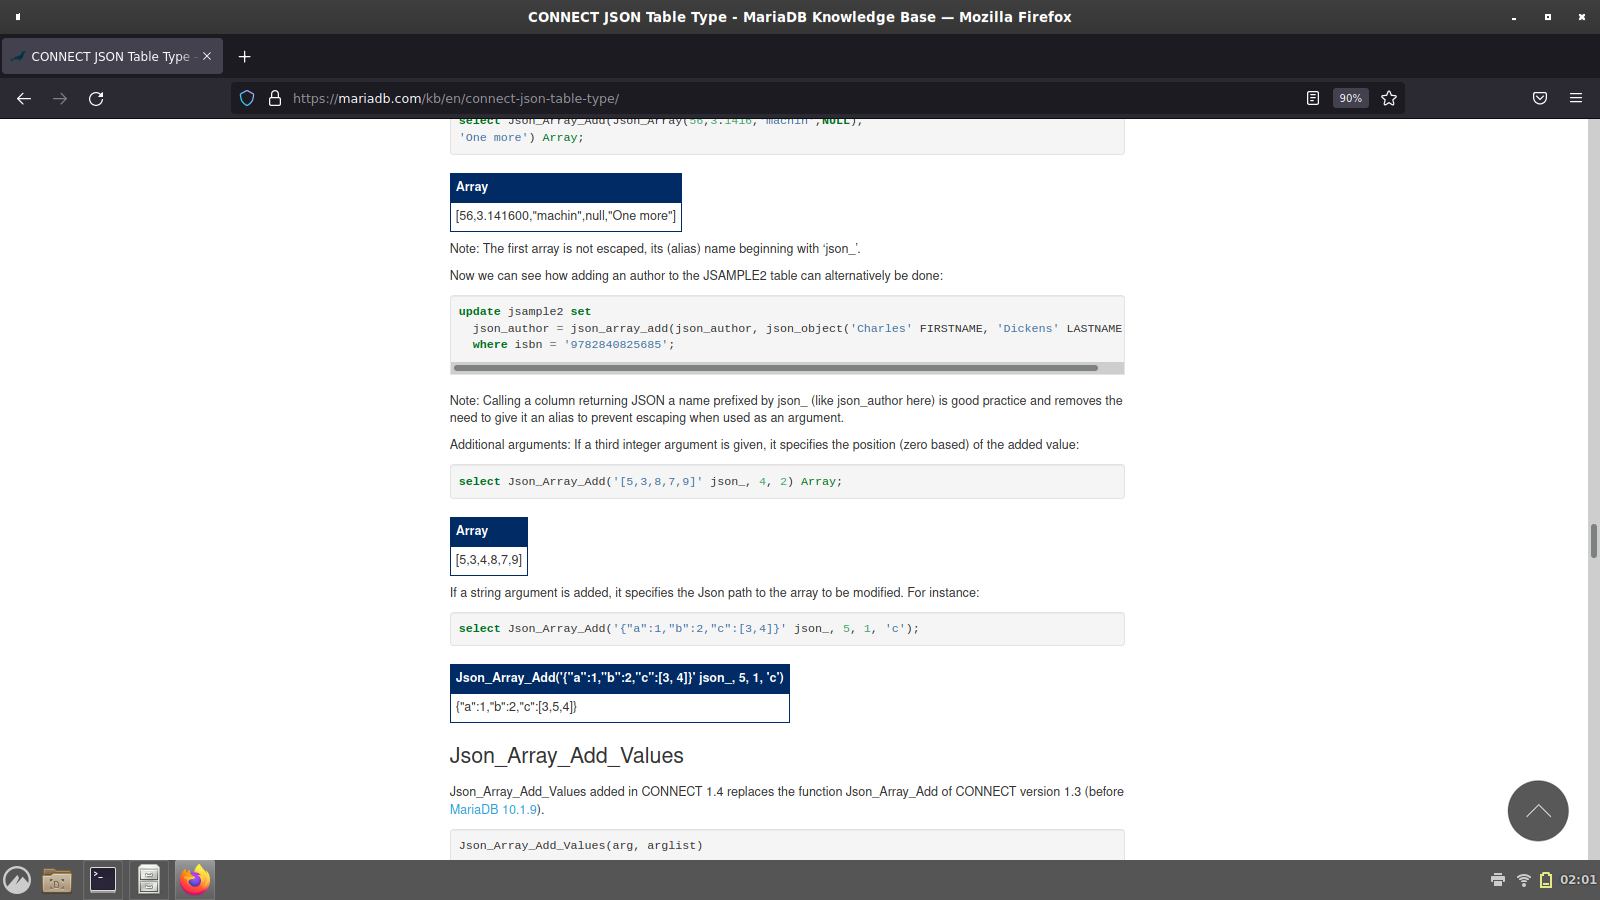 CONNECT JSON Table Type - MariaDB Knowledge Base — Mozilla Firefox
CONNECT JSON Table Type -
https://mariadb.com/kb/en/connect-json-table-type/
90%
select Json_Array_Add(Json_Array(56,3.1416,'machin',NULL),
'One more') Array;
Array
[56,3.141600,"machin",null,"One more"]
Note: The first array is not escaped, its (alias) name beginning with ‘json_’.
Now we can see how adding an author to the JSAMPLE2 table can alternatively be done:
update jsample2 set
json_author = json_array_add(json_author, json_object('Charles' FIRSTNAME, 'Dickens' LASTNAME
where isbn = '9782840825685';
Note: Calling a column returning JSON a name prefixed by json_ (like json_author here) is good practice and removes the
need to give it an alias to prevent escaping when used as an argument.
Additional arguments: If a third integer argument is given, it specifies the position (zero based) of the added value:
select Json_Array_Add('[5,3,8,7,9]' json_, 4, 2) Array;
Array
[5,3,4,8,7,9]
If a string argument is added, it specifies the Json path to the array to be modified. For instance:
select Json_Array_Add('{"a":1,"b":2,"c":[3,4]}' json_, 5, 1, 'c');
Json_Array_Add('{"a":1,"b":2,"c":[3, 4]}' json_, 5, 1, 'c')
{"a":1,"b":2,"c":[3,5,4]}
Json_Array_Add_Values
Json_Array_Add_Values added in CONNECT 1.4 replaces the function Json_Array_Add of CONNECT version 1.3 (before
MariaDB 10.1.9).
Json_Array_Add_Values(arg, arglist)
02:01